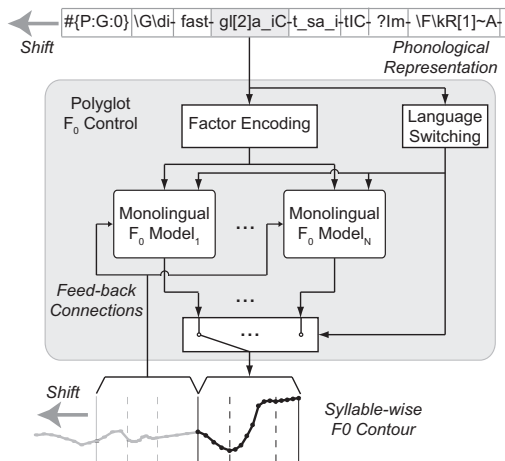 #{P:G:0} \G\di- fast- gl[2]a_iC- t_sa_i- tIC- ?Im- \F\kR[1]~A-
Shift
Phonological
Representation
Polyglot
F0 Control
Factor Encoding
Language
Switching
Monolingual
F0 Model1
...
Monolingual
F0 ModelN
Feed-back
Connections
...
...
Shift
Syllable-wise
F0 Contour